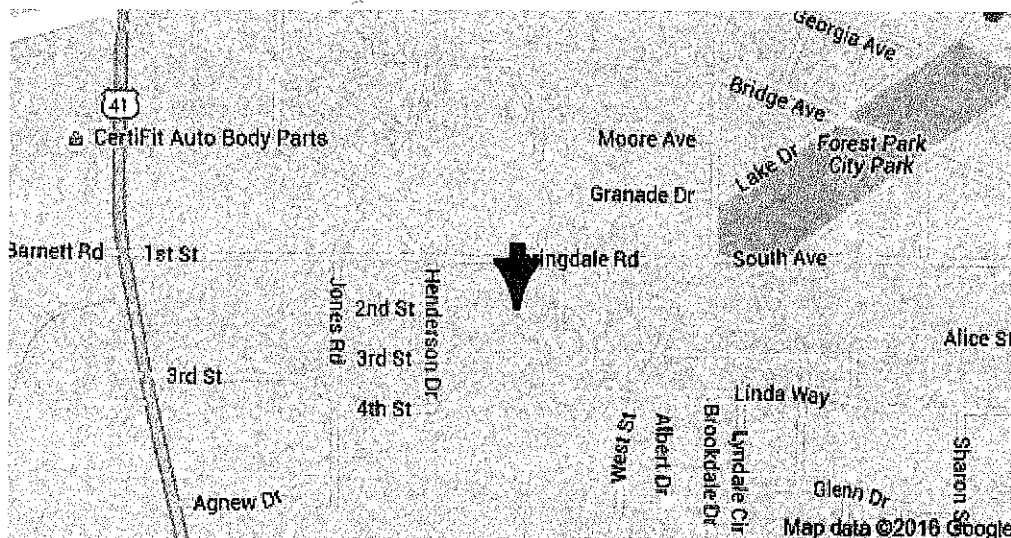 Georgia Ave
41
Bridge Ave
CertiFit Auto Body Parts
Moore Ave
Forest Park
City Park
Lake Dr
Granade Dr
Barnett Rd
1st St
ringdale Rd
South Ave
Jones Rd
2nd St
Henderson Dr
3rd St
Alice St
3rd St
4th St
Linda Way
West St
Albert Dr
Brookdale Dr
Lyndale Cir
Sharon S
Agnew Dr
Glenn Dr
Map data ©2016 Google